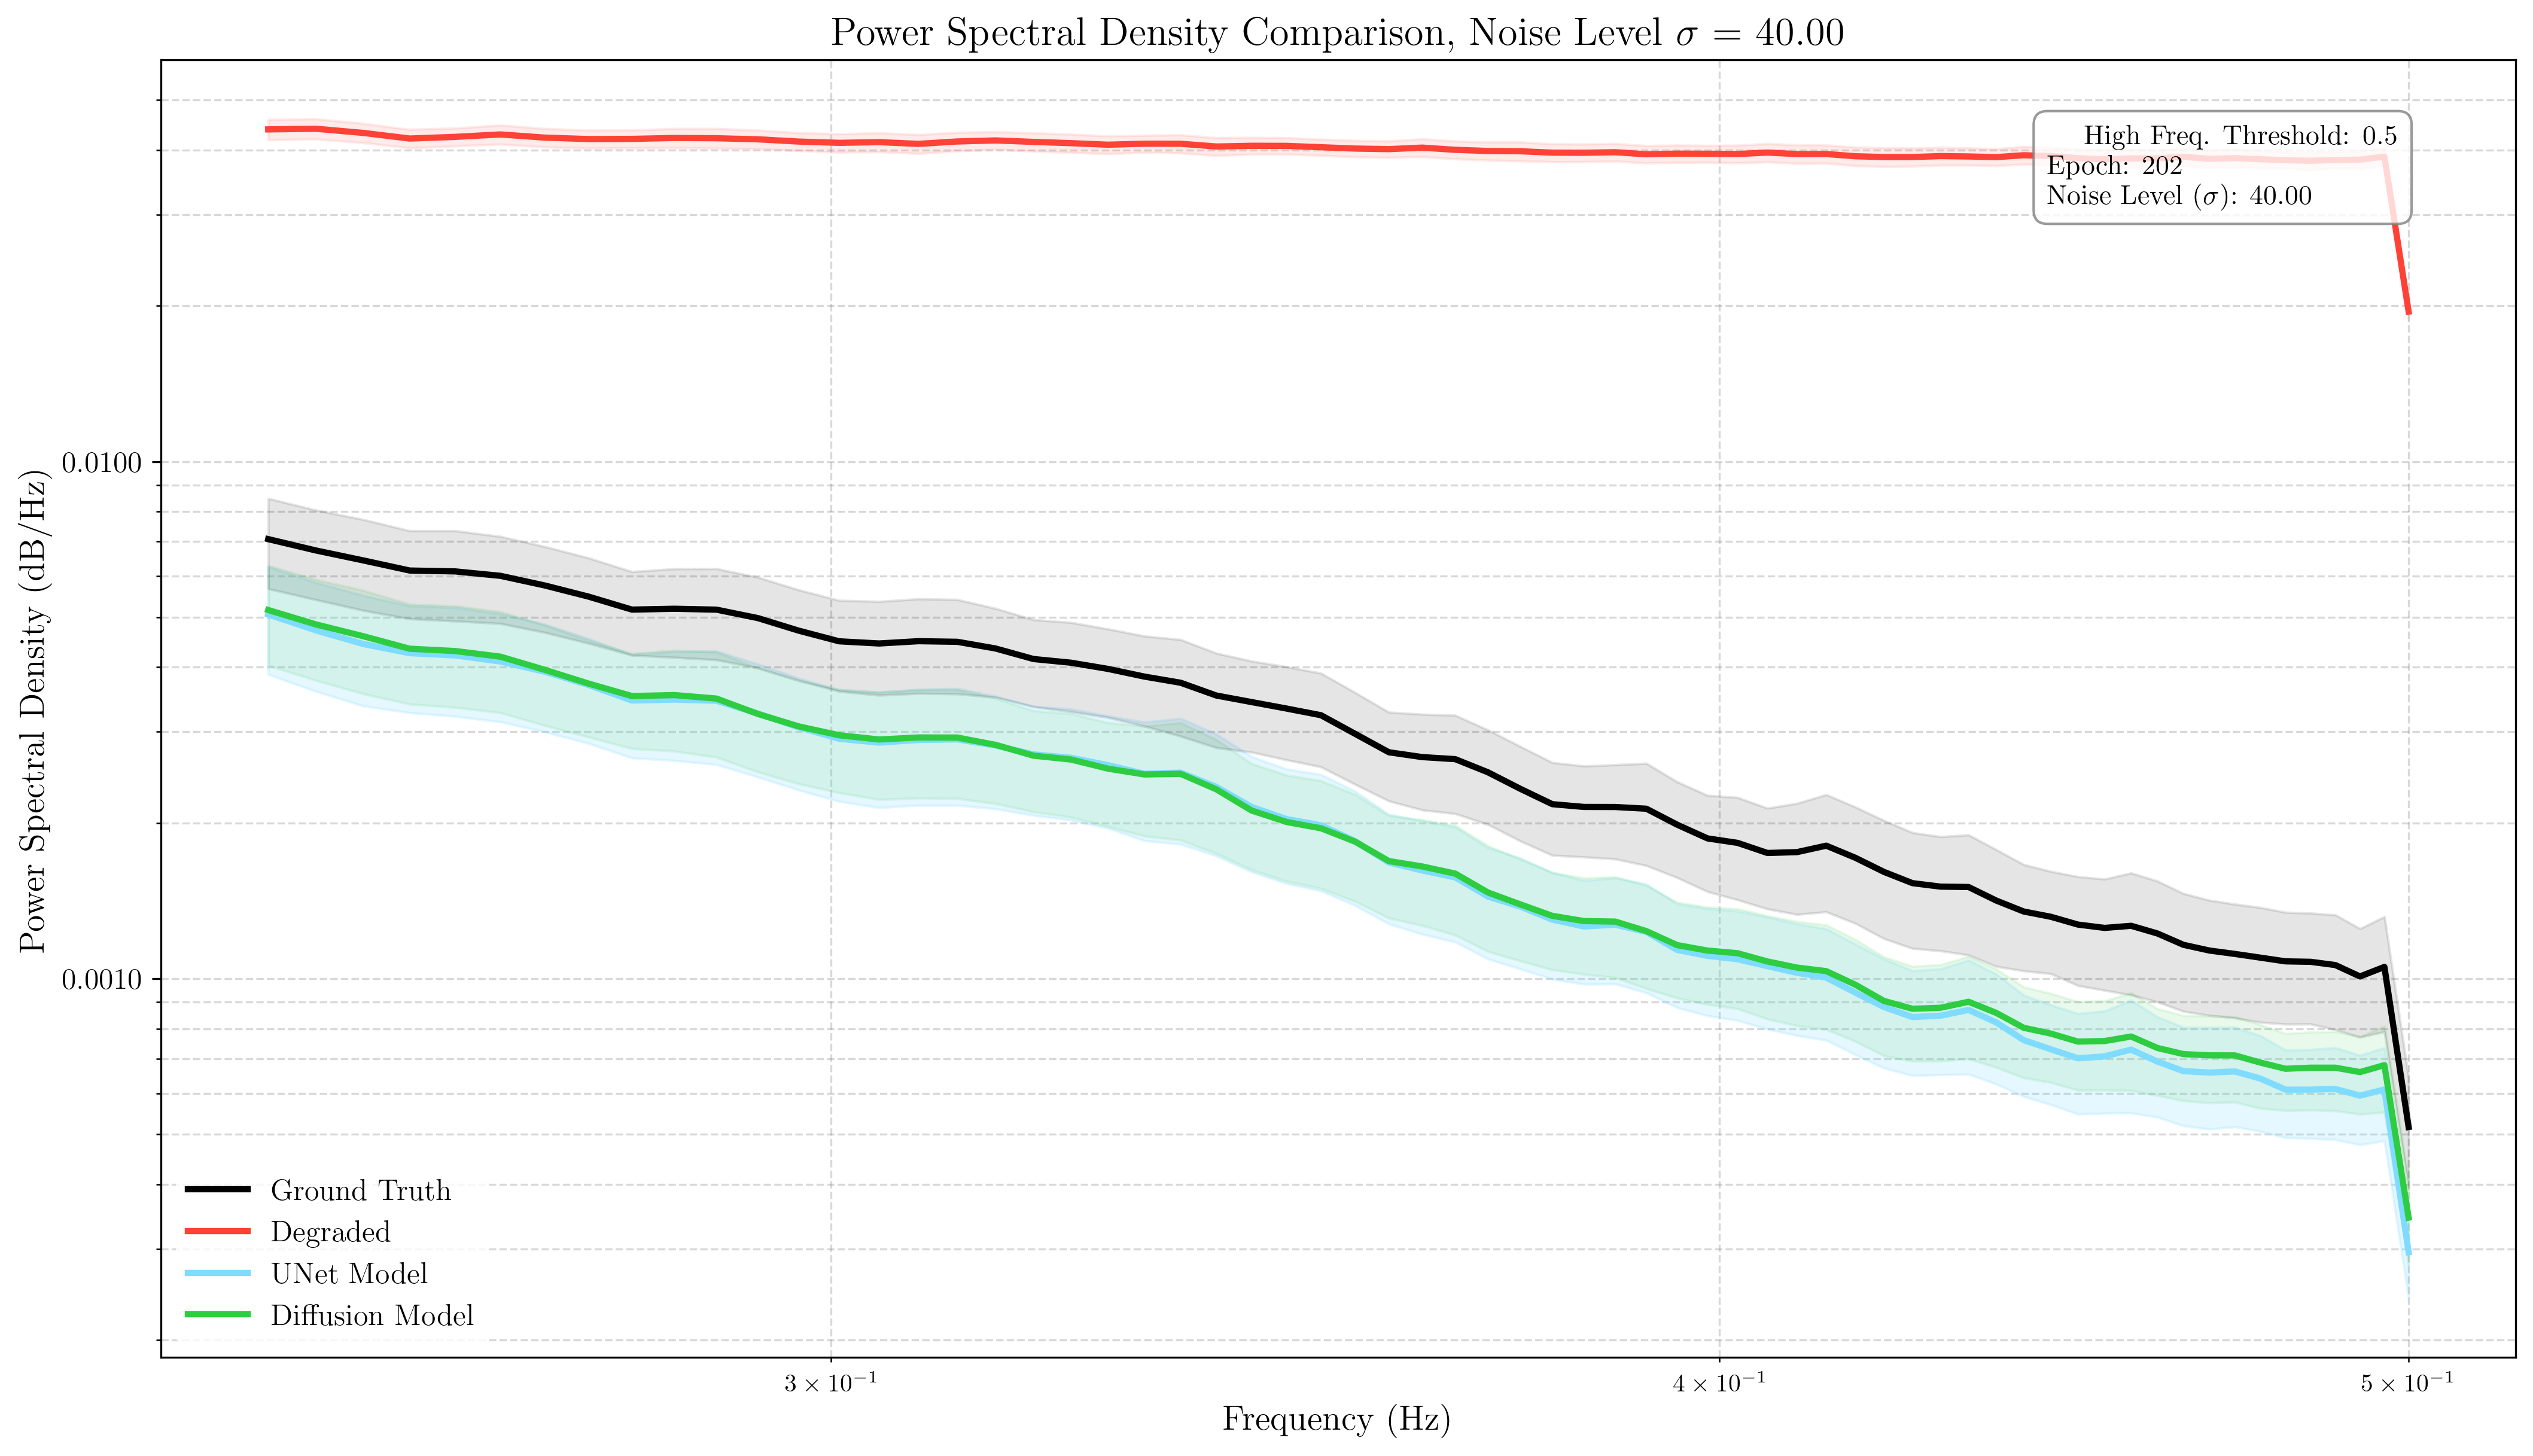 Power Spectral Density Comparison, Noise Level σ = 40.00
High Freq. Threshold: 0.5
Epoch: 202
Noise Level (σ): 40.00
Power Spectral Density (dB/Hz)
0.0100
0.0010
Ground Truth
Degraded
UNet Model
Diffusion Model
3 × 10⁻¹
4 × 10⁻¹
5 × 10⁻¹
Frequency (Hz)